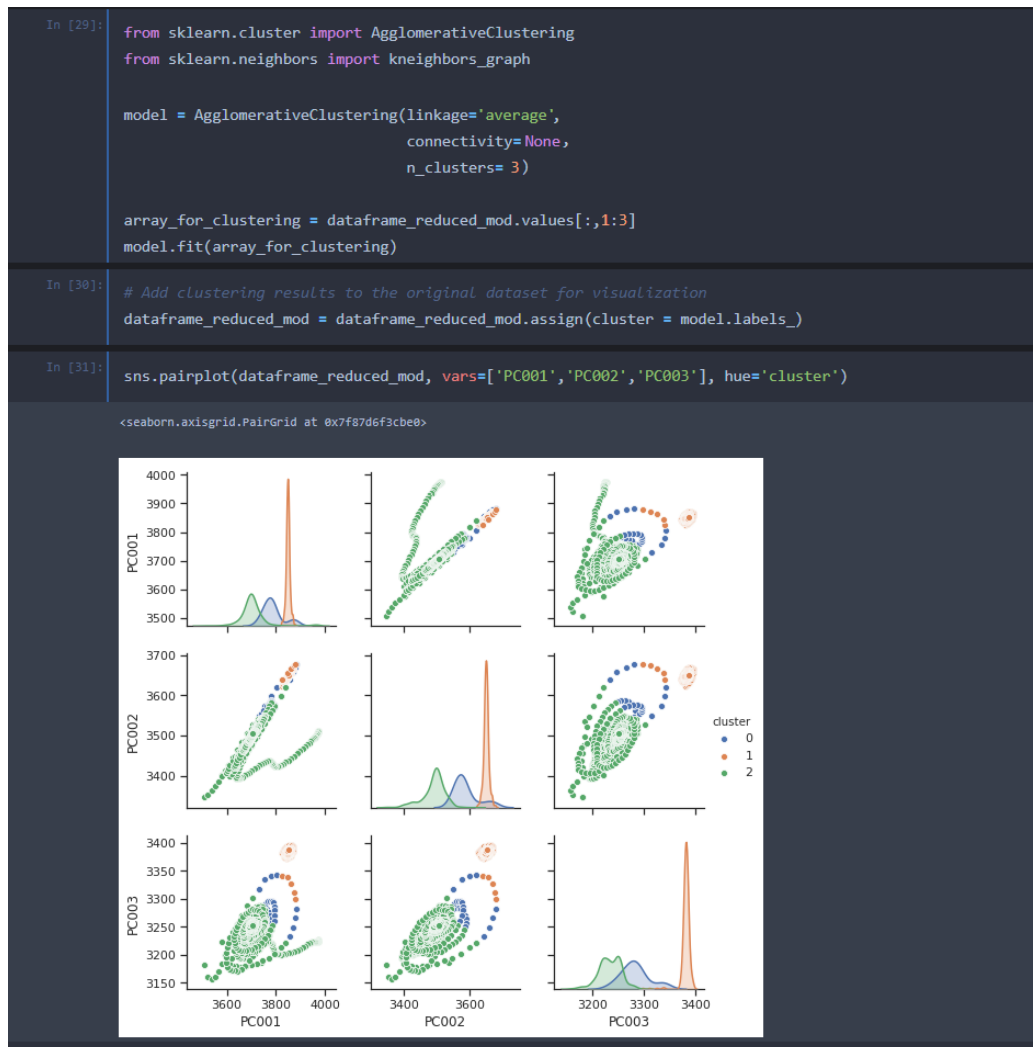 In [29]:
from sklearn.cluster import AgglomerativeClustering
from sklearn.neighbors import kneighbors_graph
model = AgglomerativeClustering(linkage='average',
connectivity=None,
n_clusters= 3)
array_for_clustering = dataframe_reduced_mod.values[:,1:3]
model.fit(array_for_clustering)
In [30]:
# Add clustering results to the original dataset for visualization
dataframe_reduced_mod = dataframe_reduced_mod.assign(cluster = model.labels_)
In [31]:
sns.pairplot(dataframe_reduced_mod, vars=['PC001','PC002','PC003'], hue='cluster')
<seaborn.axisgrid.PairGrid at 0x7f87d6f3cbe0>
4000
3900
3800
3700
3600
3500
PC001
3700
3600
3500
3400
PC002
cluster
0
1
2
3400
3350
3300
3250
3200
3150
PC003
3600 3800 4000
3400 3600
3200 3300 3400
PC001
PC002
PC003